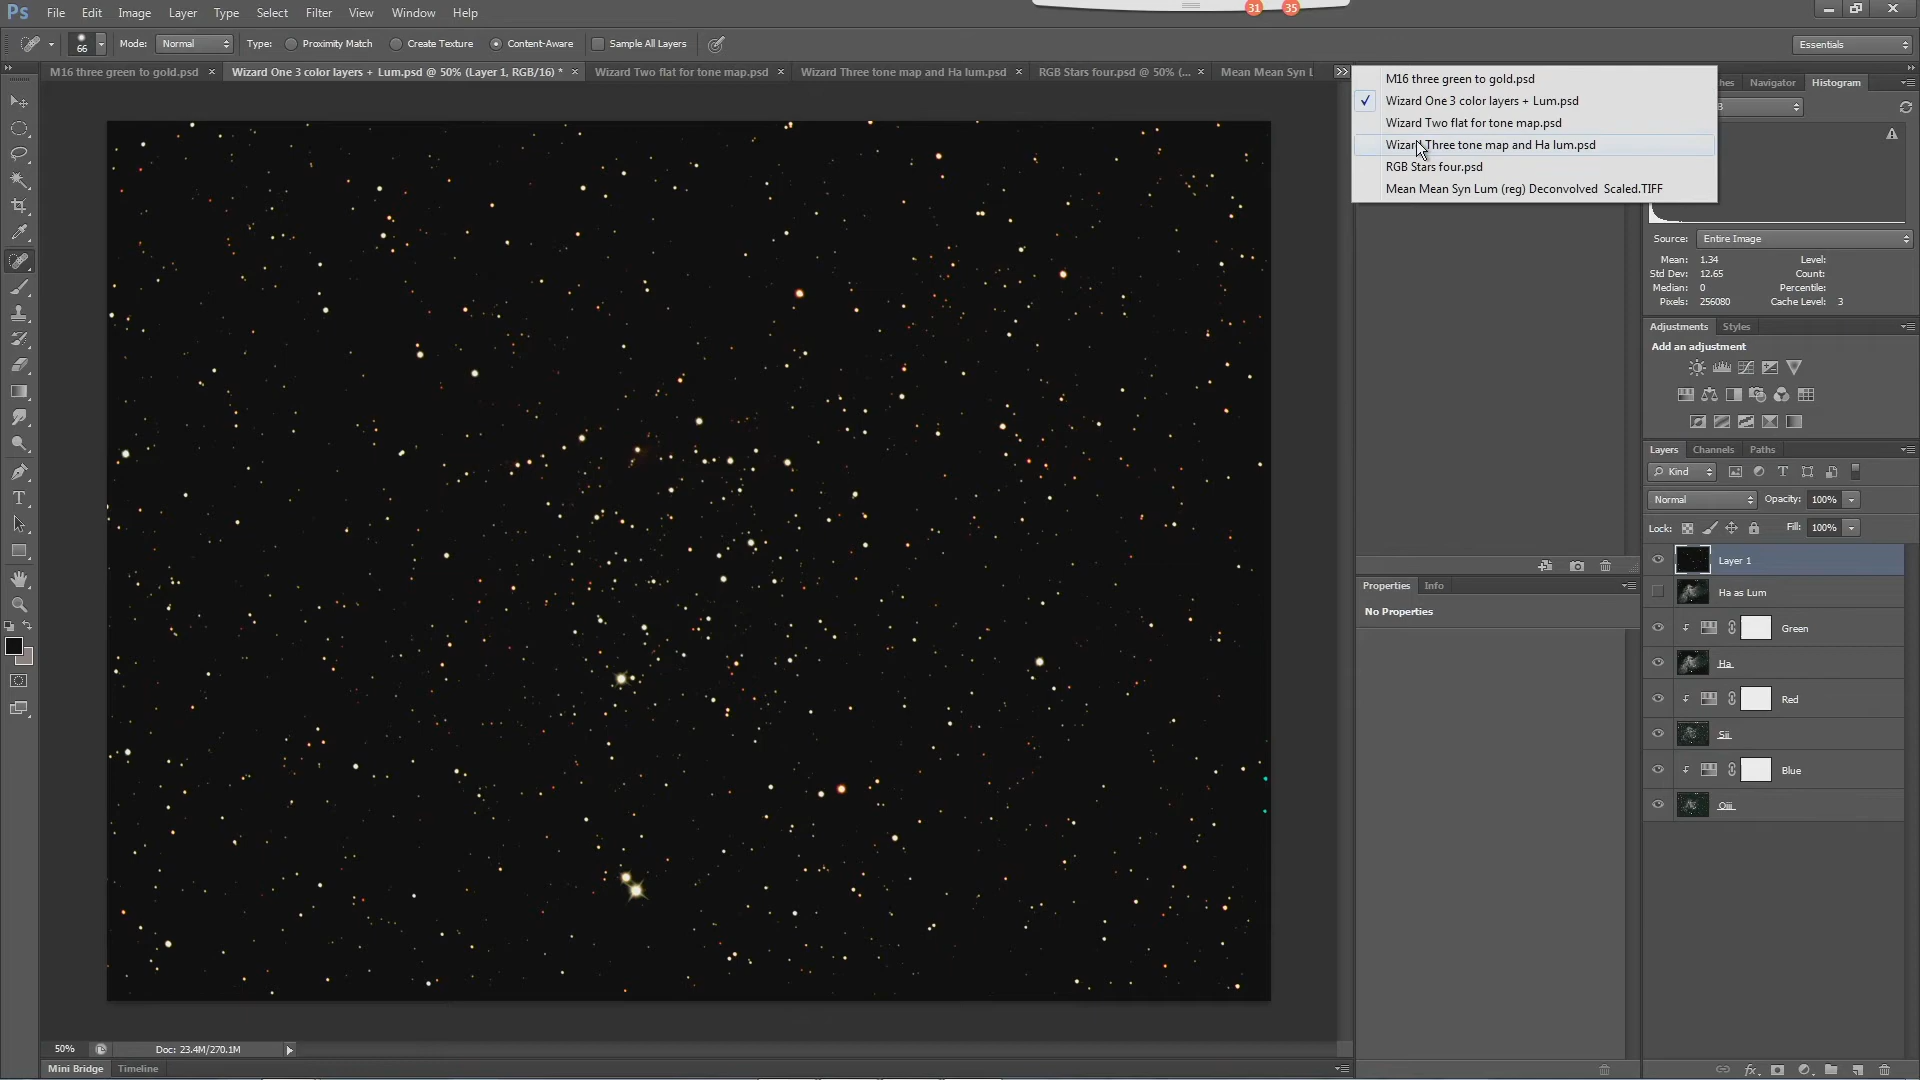 Ps File Edit Image Layer Type Select Filter View Window Help
31 35
66 Mode: Normal Type: Proximity Match Create Texture Content-Aware Sample All Layers Essentials
M16 three green to gold.psd × Wizard One 3 color layers + Lum.psd @ 50% (Layer 1, RGB/16) * × Wizard Two flat for tone map.psd × Wizard Three tone map and Ha lum.psd × RGB Stars four.psd @ 50% (... × Mean Mean Syn L
M16 three green to gold.psd
Wizard One 3 color layers + Lum.psd
Wizard Two flat for tone map.psd
Wizard Three tone map and Ha lum.psd
RGB Stars four.psd
Mean Mean Syn Lum (reg) Deconvolved Scaled.TIFF
Navigator Histogram
Source: Entire Image
Mean: 1.34 Level:
Std Dev: 12.65 Count:
Median: 0 Percentile:
Pixels: 256080 Cache Level: 3
Adjustments Styles
Add an adjustment
Layers Channels Paths
Kind
Normal Opacity: 100%
Lock: Fill: 100%
Layer 1
Ha as Lum
Green
Ha
Red
Sii
Blue
Oiii
Properties Info
No Properties
50% Doc: 23.4M/270.1M
Mini Bridge Timeline